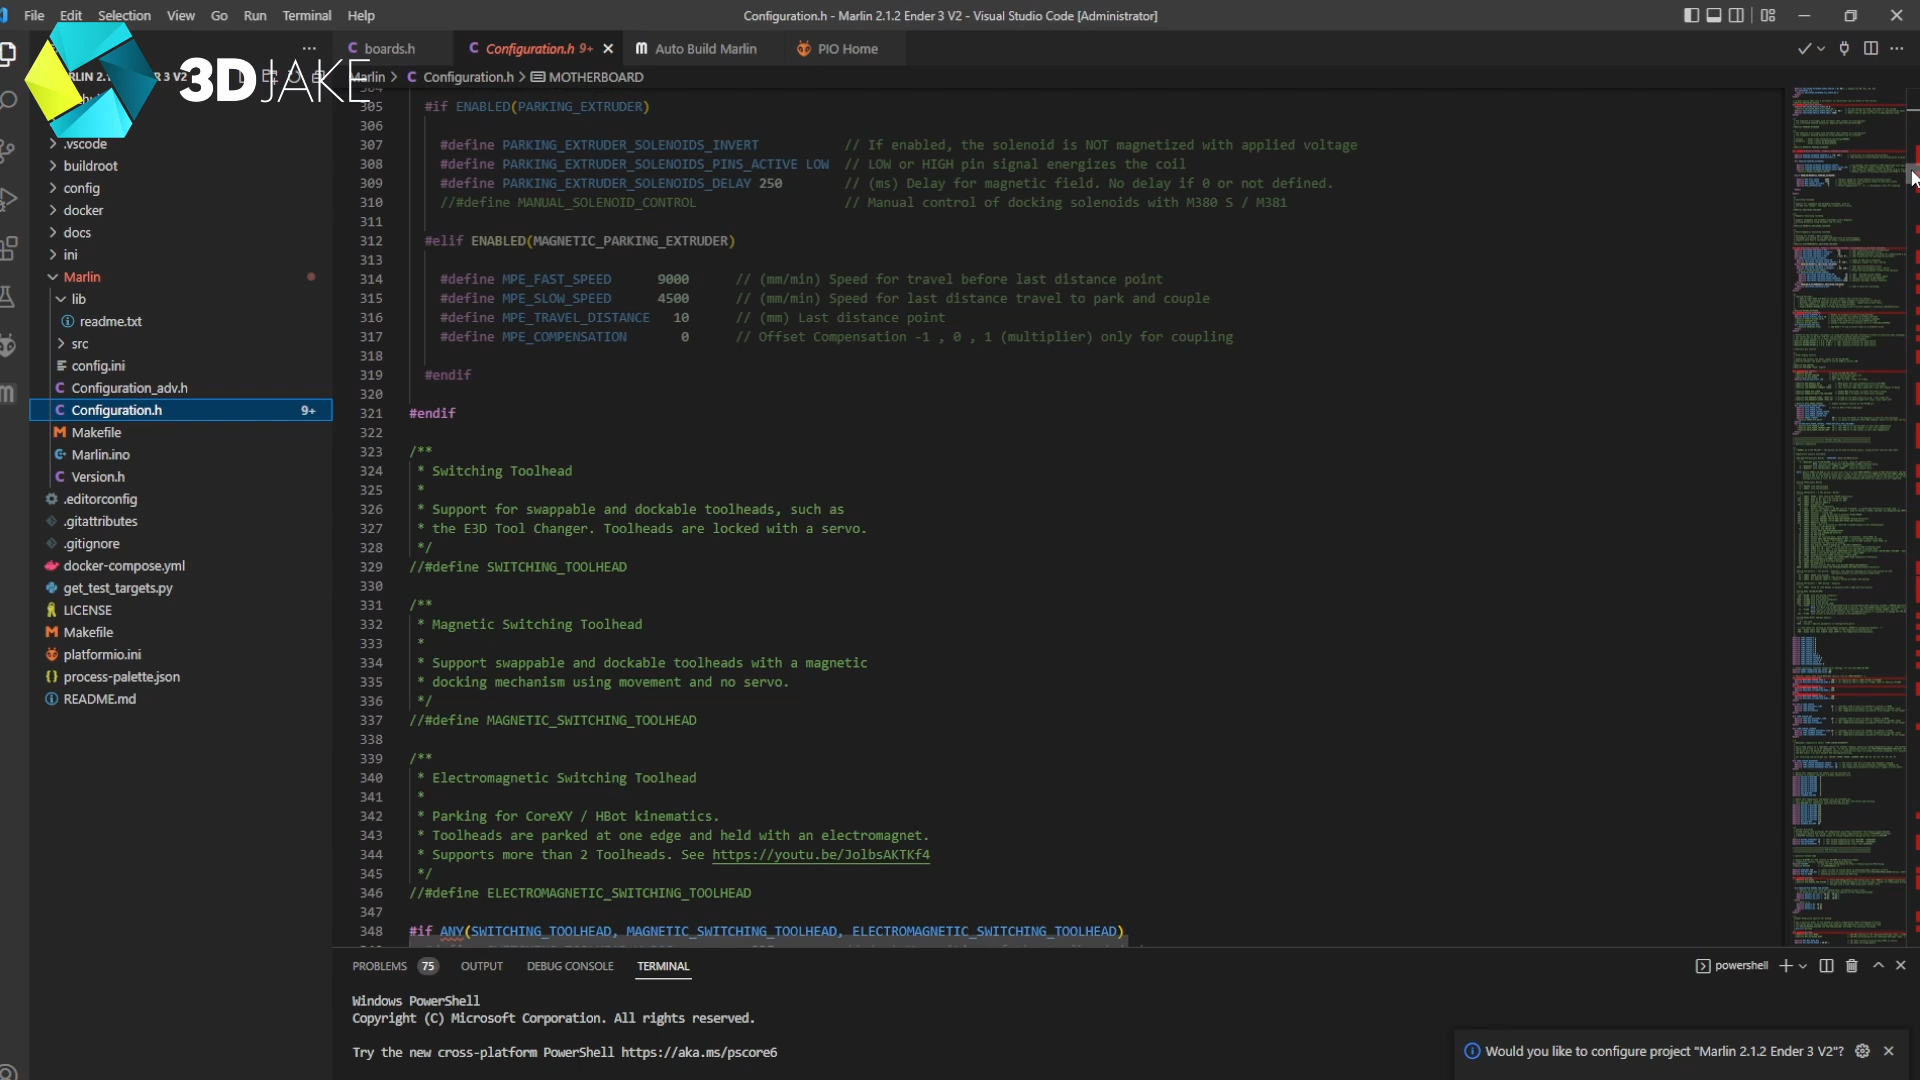 File Edit Selection View Go Run Terminal Help
Configuration.h - Marlin 2.1.2 Ender 3 V2 - Visual Studio Code [Administrator]
3DJAKE
boards.h
Configuration.h 9+
Auto Build Marlin
PIO Home
Marlin > Configuration.h > MOTHERBOARD
.vscode
buildroot
config
docker
docs
ini
Marlin
lib
readme.txt
src
config.ini
Configuration_adv.h
Configuration.h 9+
Makefile
Marlin.ino
Version.h
.editorconfig
.gitattributes
.gitignore
docker-compose.yml
get_test_targets.py
LICENSE
Makefile
platformio.ini
process-palette.json
README.md
305 #if ENABLED(PARKING_EXTRUDER)
306
307 #define PARKING_EXTRUDER_SOLENOIDS_INVERT // If enabled, the solenoid is NOT magnetized with applied voltage
308 #define PARKING_EXTRUDER_SOLENOIDS_PINS_ACTIVE LOW // LOW or HIGH pin signal energizes the coil
309 #define PARKING_EXTRUDER_SOLENOIDS_DELAY 250 // (ms) Delay for magnetic field. No delay if 0 or not defined.
310 //#define MANUAL_SOLENOID_CONTROL // Manual control of docking solenoids with M380 S / M381
311
312 #elif ENABLED(MAGNETIC_PARKING_EXTRUDER)
313
314 #define MPE_FAST_SPEED 9000 // (mm/min) Speed for travel before last distance point
315 #define MPE_SLOW_SPEED 4500 // (mm/min) Speed for last distance travel to park and couple
316 #define MPE_TRAVEL_DISTANCE 10 // (mm) Last distance point
317 #define MPE_COMPENSATION 0 // Offset Compensation -1 , 0 , 1 (multiplier) only for coupling
318
319 #endif
320
321 #endif
322
323 /**
324 * Switching Toolhead
325 *
326 * Support for swappable and dockable toolheads, such as
327 * the E3D Tool Changer. Toolheads are locked with a servo.
328 */
329 //#define SWITCHING_TOOLHEAD
330
331 /**
332 * Magnetic Switching Toolhead
333 *
334 * Support swappable and dockable toolheads with a magnetic
335 * docking mechanism using movement and no servo.
336 */
337 //#define MAGNETIC_SWITCHING_TOOLHEAD
338
339 /**
340 * Electromagnetic Switching Toolhead
341 *
342 * Parking for CoreXY / HBot kinematics.
343 * Toolheads are parked at one edge and held with an electromagnet.
344 * Supports more than 2 Toolheads. See https://youtu.be/JolbsAKTKf4
345 */
346 //#define ELECTROMAGNETIC_SWITCHING_TOOLHEAD
347
348 #if ANY(SWITCHING_TOOLHEAD, MAGNETIC_SWITCHING_TOOLHEAD, ELECTROMAGNETIC_SWITCHING_TOOLHEAD)
PROBLEMS 75 OUTPUT DEBUG CONSOLE TERMINAL
powershell
Windows PowerShell
Copyright (C) Microsoft Corporation. All rights reserved.
Try the new cross-platform PowerShell https://aka.ms/pscore6
Would you like to configure project "Marlin 2.1.2 Ender 3 V2"?